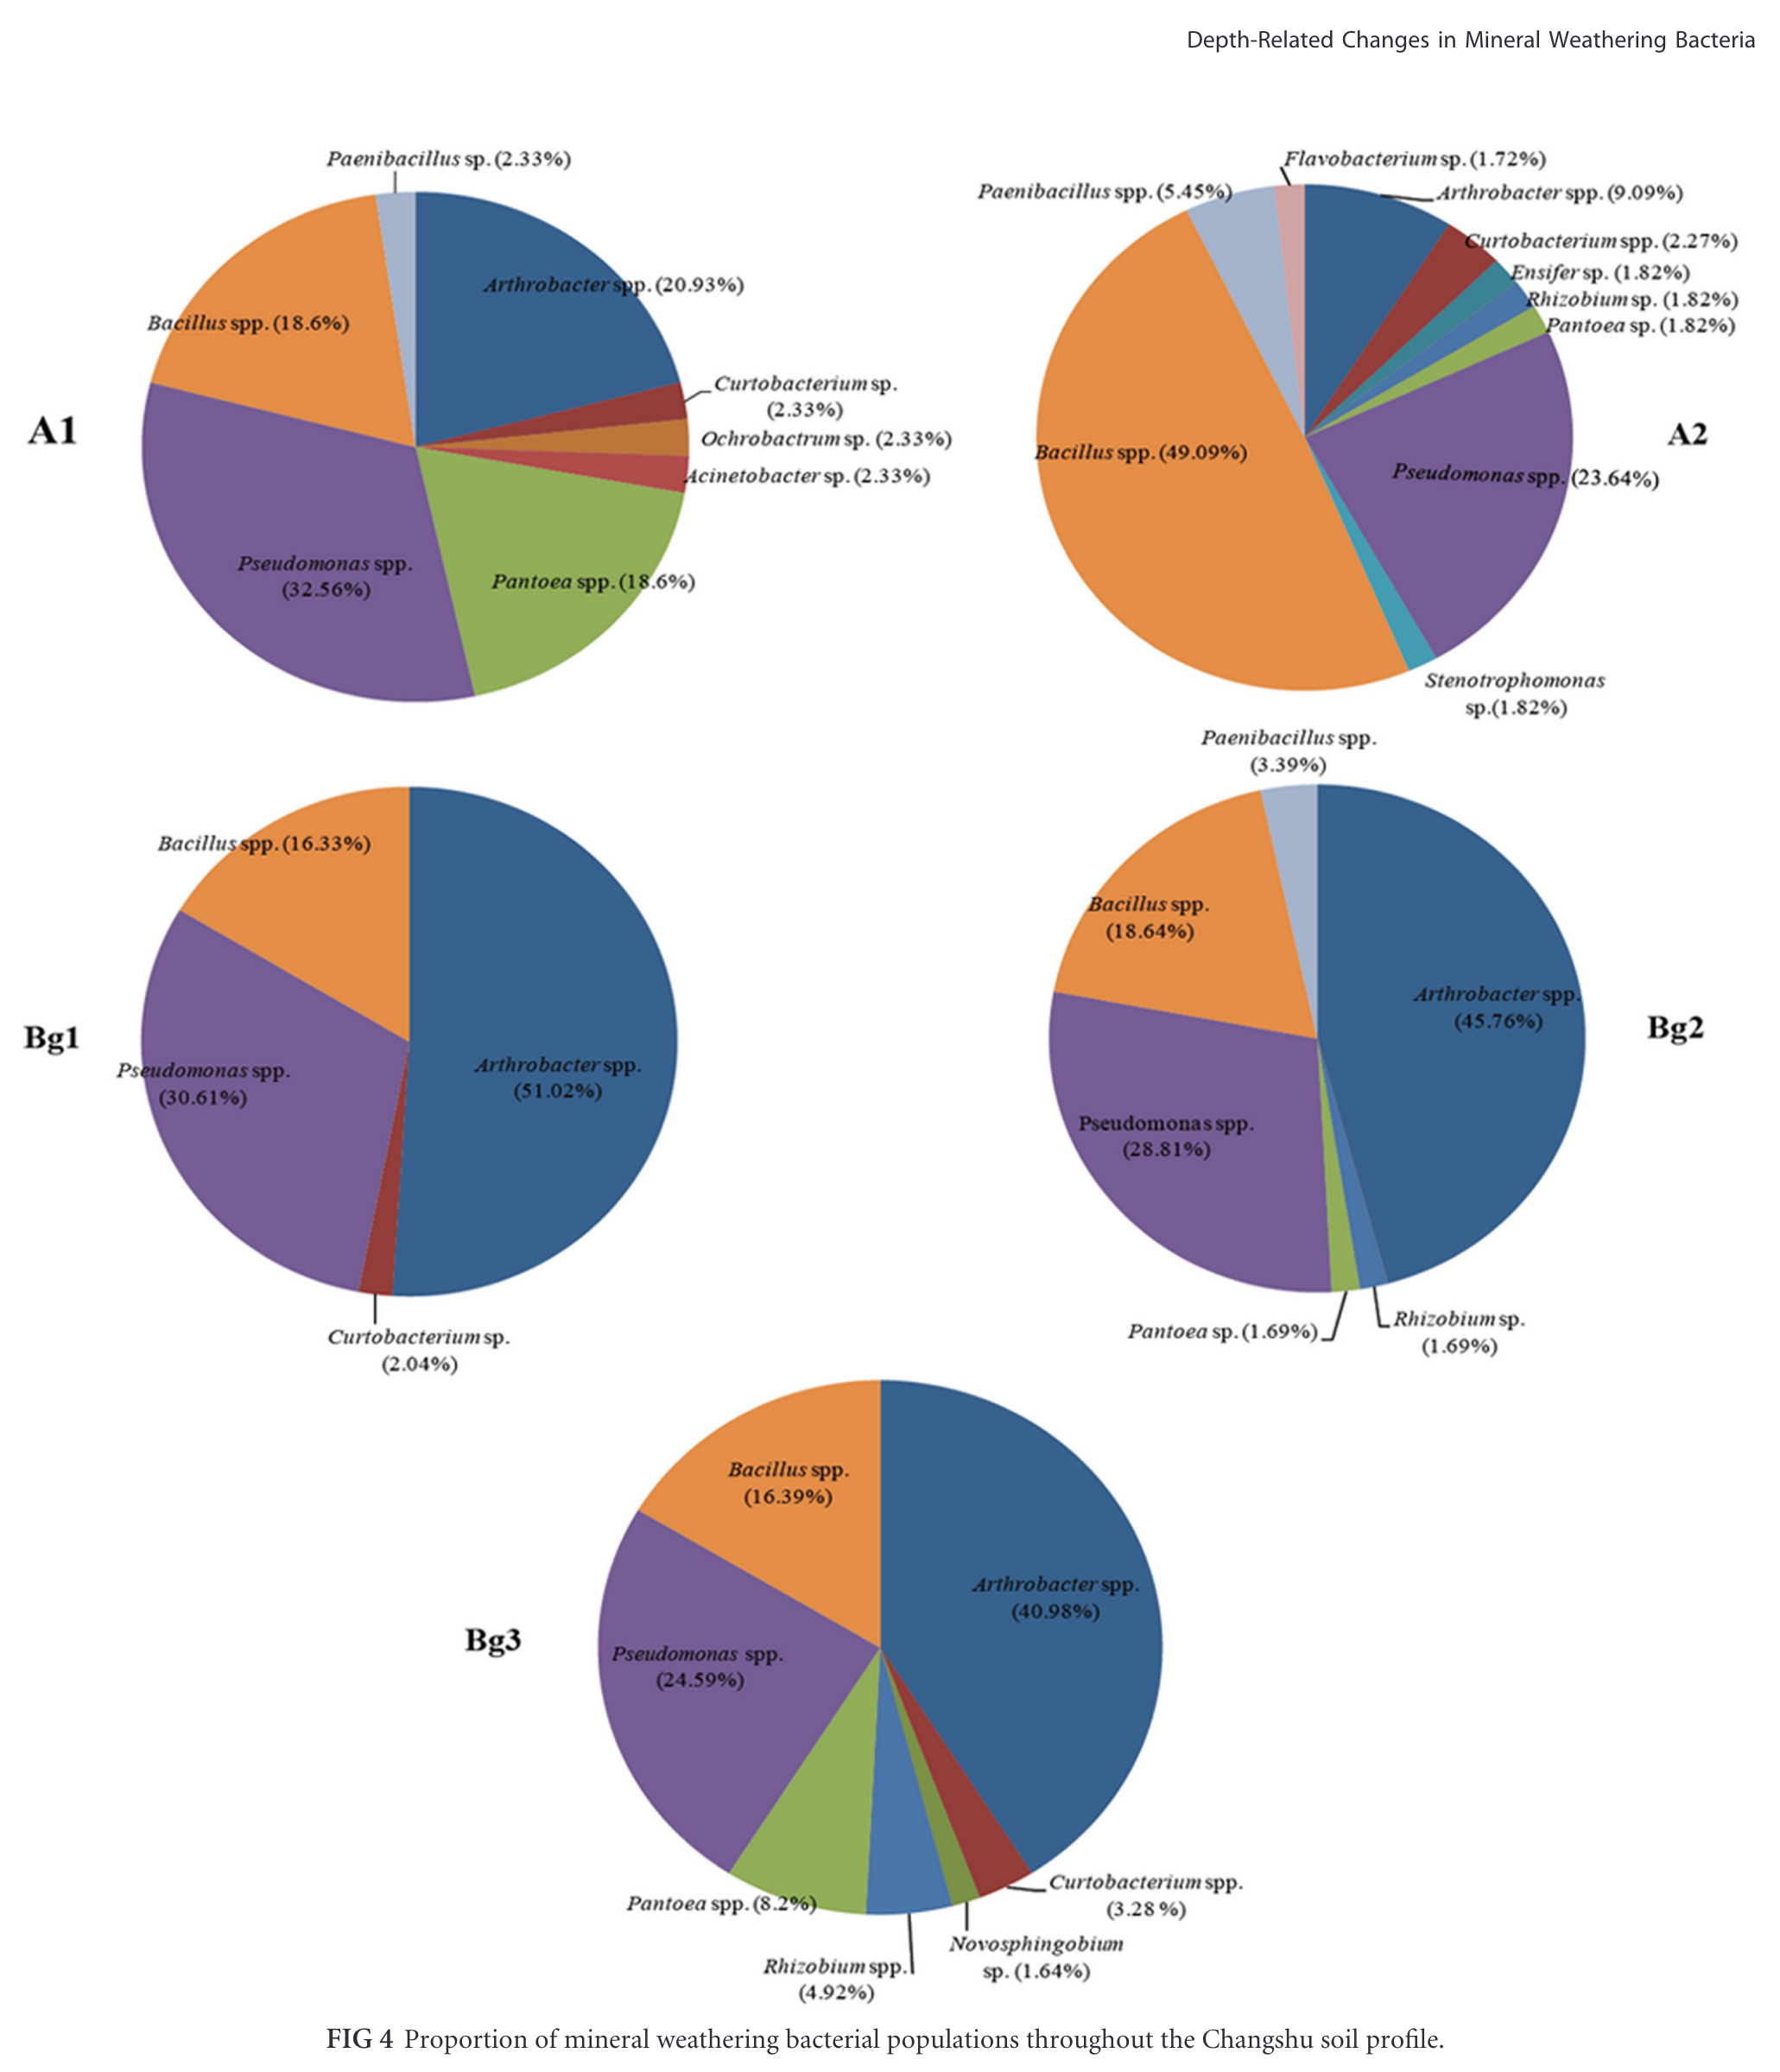 Depth-Related Changes in Mineral Weathering Bacteria
Paenibacillus sp. (2.33%)
Arthrobacter spp. (20.93%)
Bacillus spp. (18.6%)
Curtobacterium sp.
(2.33%)
A1
Ochrobactrum sp. (2.33%)
Acinetobacter sp. (2.33%)
Pseudomonas spp.
(32.56%)
Pantoea spp. (18.6%)
Flavobacterium sp. (1.72%)
Paenibacillus spp. (5.45%)
Arthrobacter spp. (9.09%)
Curtobacterium spp. (2.27%)
Ensifer sp. (1.82%)
Rhizobium sp. (1.82%)
Pantoea sp. (1.82%)
A2
Bacillus spp. (49.09%)
Pseudomonas spp. (23.64%)
Stenotrophomonas
sp.(1.82%)
Bacillus spp. (16.33%)
Bg1
Pseudomonas spp.
(30.61%)
Arthrobacter spp.
(51.02%)
Curtobacterium sp.
(2.04%)
Paenibacillus spp.
(3.39%)
Bacillus spp.
(18.64%)
Arthrobacter spp.
(45.76%)
Bg2
Pseudomonas spp.
(28.81%)
Pantoea sp. (1.69%)
Rhizobium sp.
(1.69%)
Bacillus spp.
(16.39%)
Arthrobacter spp.
(40.98%)
Bg3
Pseudomonas spp.
(24.59%)
Pantoea spp. (8.2%)
Curtobacterium spp.
(3.28 %)
Novosphingobium
sp. (1.64%)
Rhizobium spp.
(4.92%)
FIG 4 Proportion of mineral weathering bacterial populations throughout the Changshu soil profile.